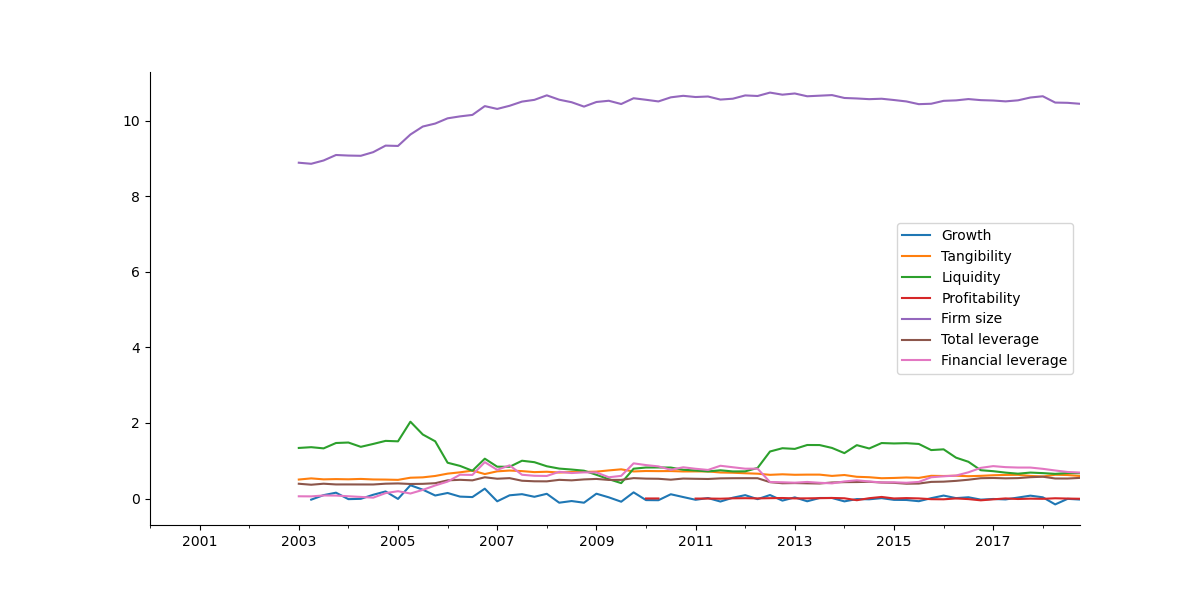 10
8
6
4
2
0
Growth
Tangibility
Liquidity
Profitability
Firm size
Total leverage
Financial leverage
2001 2003 2005 2007 2009 2011 2013 2015 2017